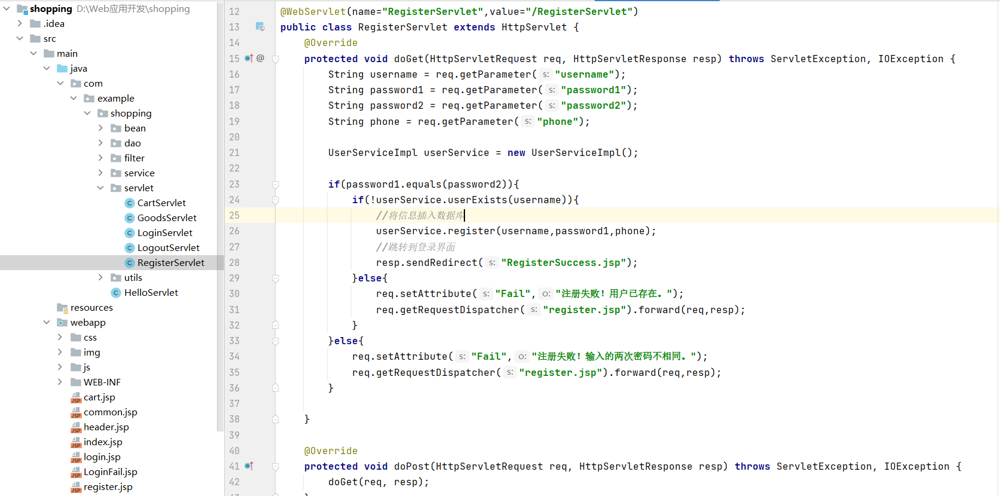 shopping D:\Web应用开发\shopping
.idea
src
main
java
com
example
shopping
bean
dao
filter
service
servlet
CartServlet
GoodsServlet
LoginServlet
LogoutServlet
RegisterServlet
utils
HelloServlet
resources
webapp
css
img
js
WEB-INF
cart.jsp
common.jsp
header.jsp
index.jsp
login.jsp
LoginFail.jsp
register.jsp
12 @WebServlet(name="RegisterServlet",value="/RegisterServlet")
13 public class RegisterServlet extends HttpServlet {
14 @Override
15 @ protected void doGet(HttpServletRequest req, HttpServletResponse resp) throws ServletException, IOException {
16 String username = req.getParameter( s: "username");
17 String password1 = req.getParameter( s: "password1");
18 String password2 = req.getParameter( s: "password2");
19 String phone = req.getParameter( s: "phone");
20
21 UserServiceImpl userService = new UserServiceImpl();
22
23 if(password1.equals(password2)){
24 if(!userService.userExists(username)){
25 //将信息插入数据库
26 userService.register(username,password1,phone);
27 //跳转到登录界面
28 resp.sendRedirect( s: "RegisterSuccess.jsp");
29 }else{
30 req.setAttribute( s: "Fail", o: "注册失败！用户已存在。");
31 req.getRequestDispatcher( s: "register.jsp").forward(req,resp);
32 }
33 }else{
34 req.setAttribute( s: "Fail", o: "注册失败！输入的两次密码不相同。");
35 req.getRequestDispatcher( s: "register.jsp").forward(req,resp);
36 }
37
38 }
39
40 @Override
41 protected void doPost(HttpServletRequest req, HttpServletResponse resp) throws ServletException, IOException {
42 doGet(req, resp);